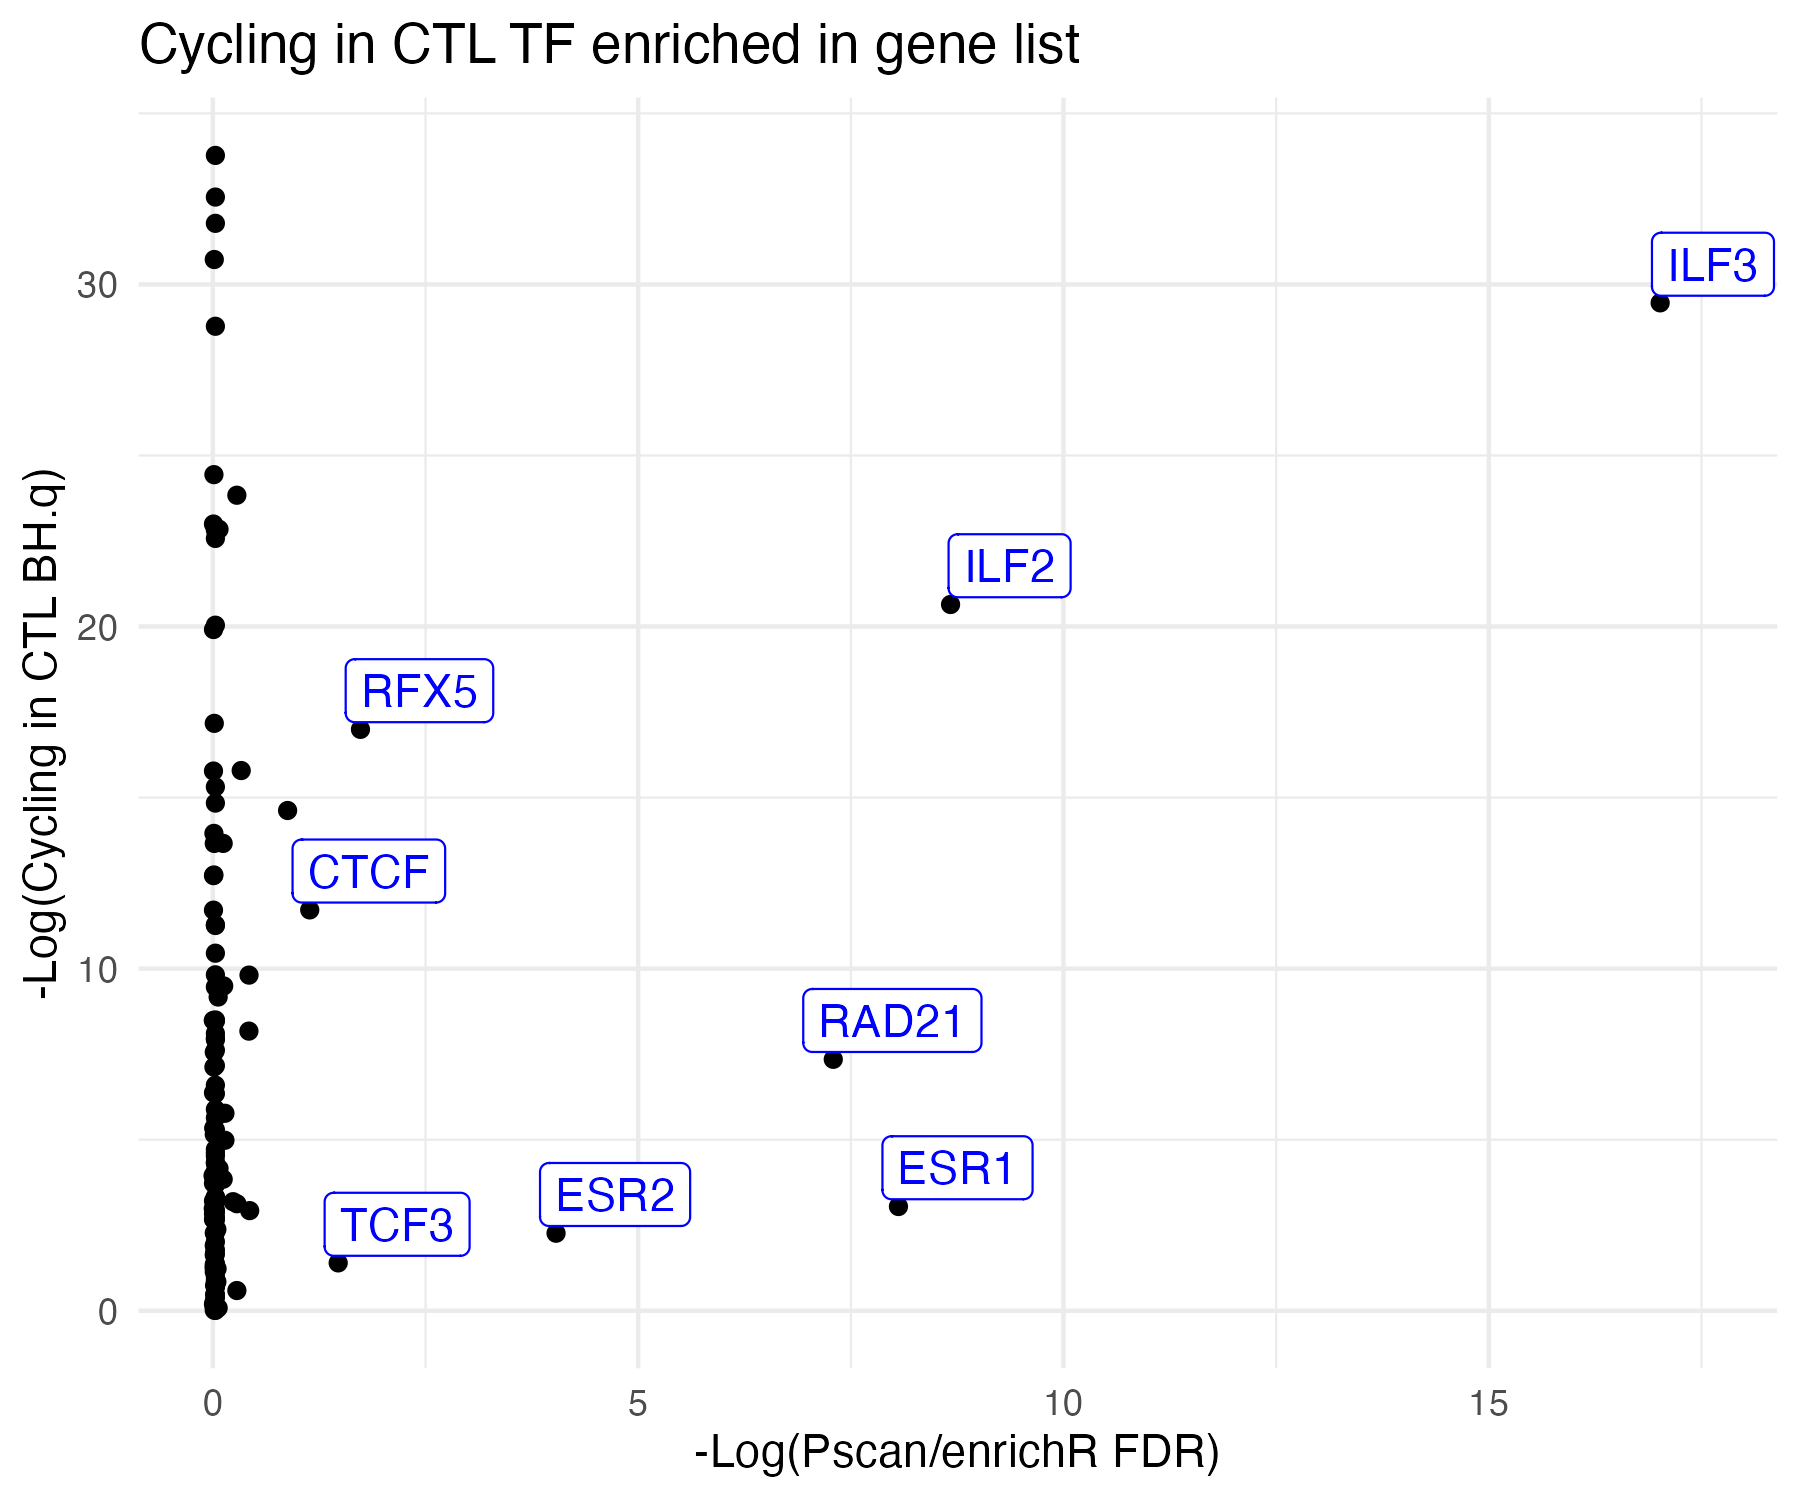 Cycling in CTL TF enriched in gene list
-Log(Cycling in CTL BH.q)
30
20
10
0
ILF3
ILF2
RFX5
CTCF
RAD21
ESR1
ESR2
TCF3
0
5
10
15
-Log(Pscan/enrichR FDR)